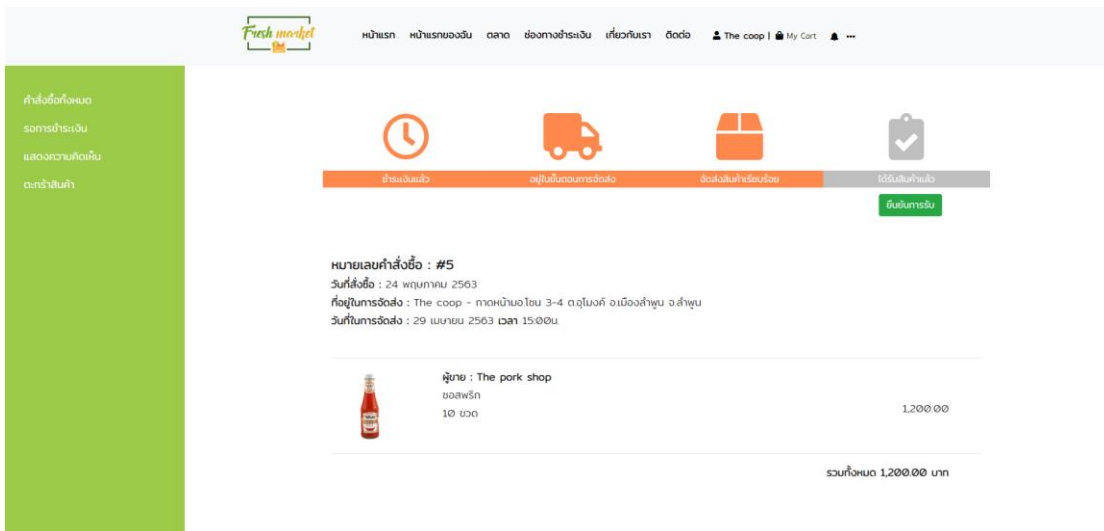 Fresh market
หน้าแรก หน้าแรกของฉัน ตลาด ช่องทางชำระเงิน เกี่ยวกับเรา ติดต่อ The coop | My Cart
คำสั่งซื้อทั้งหมด
รอการชำระเงิน
แสดงความคิดเห็น
ตะกร้าสินค้า
ชำระเงินแล้ว อยู่ในขั้นตอนการจัดส่ง จัดส่งสินค้าเรียบร้อย ได้รับสินค้าแล้ว
ยืนยันการรับ
หมายเลขคำสั่งซื้อ : #5
วันที่สั่งซื้อ : 24 พฤษภาคม 2563
ที่อยู่ในการจัดส่ง : The coop - กาดหน้ามอ.โซน 3-4 ต.อุโมงค์ อ.เมืองลำพูน จ.ลำพูน
วันที่ในการจัดส่ง : 29 เมษายน 2563 เวลา 15:00น.
ผู้ขาย : The pork shop
ซอสพริก
10 ขวด
1,200.00
รวมทั้งหมด 1,200.00 บาท